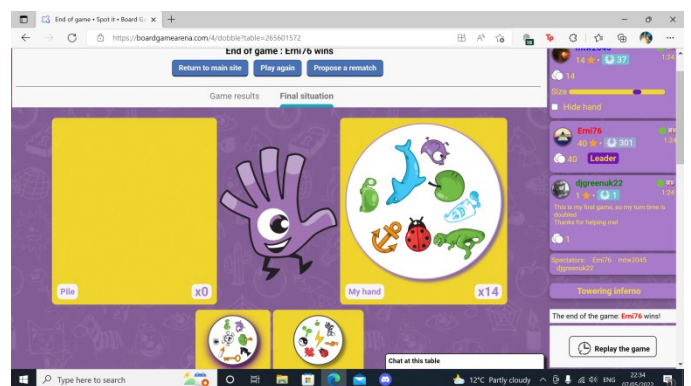 End of game • Spot it • Board G
https://boardgamearena.com/4/dobble?table=265601572
End of game : Emi76 wins
Return to main site
Play again
Propose a rematch
Game results
Final situation
Pile
x0
My hand
x14
mtw2045
14 37
1:24
14
Size
Hide hand
Emi76
40 301
40
Leader
djgreenuk22
1 1
1:24
This is my first game, so my turn time is
doubled
Thanks for helping me!
1
Spectators: Emi76 mtw2045
djgreenuk22
Towering inferno
The end of the game: Emi76 wins!
Replay the game
Chat at this table
Type here to search
12°C Partly cloudy
ENG
22:34
07/05/2022